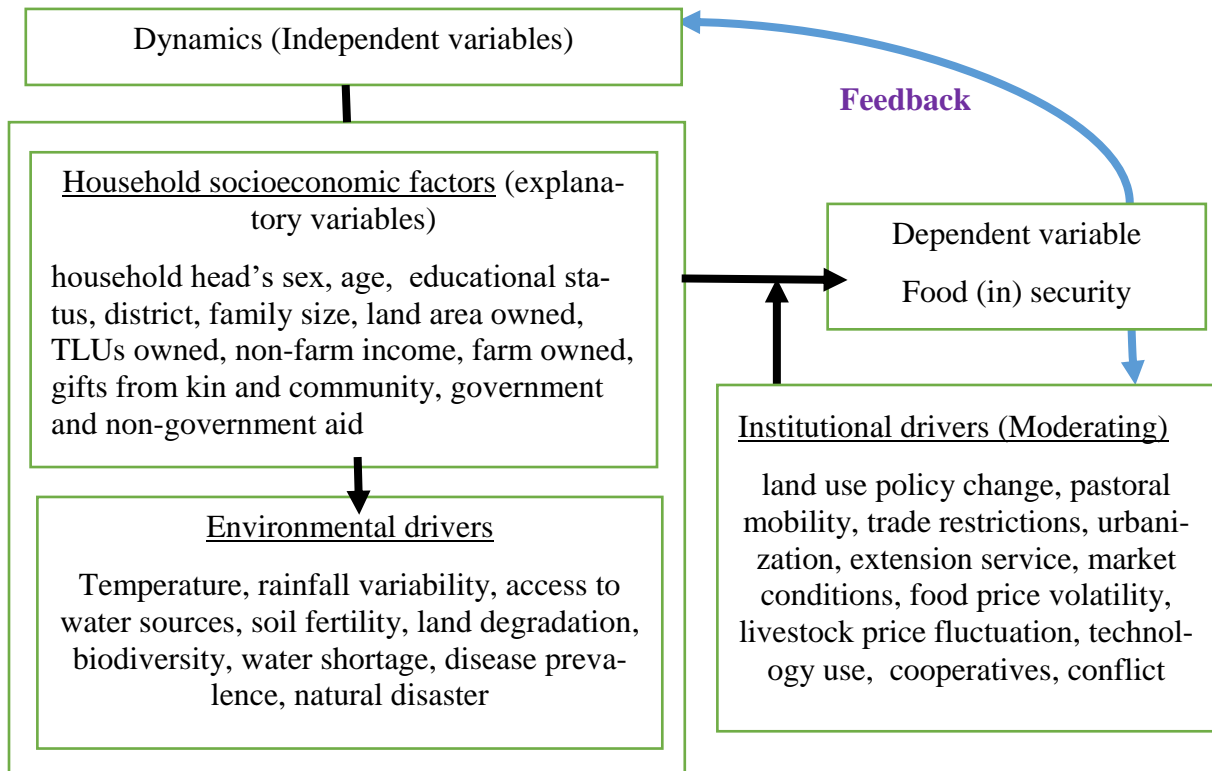 Dynamics (Independent variables)
Feedback
Household socioeconomic factors (explana-
tory variables)
household head’s sex, age, educational sta-
tus, district, family size, land area owned,
TLUs owned, non-farm income, farm owned,
gifts from kin and community, government
and non-government aid
Dependent variable
Food (in) security
Environmental drivers
Temperature, rainfall variability, access to
water sources, soil fertility, land degradation,
biodiversity, water shortage, disease preva-
lence, natural disaster
Institutional drivers (Moderating)
land use policy change, pastoral
mobility, trade restrictions, urbani-
zation, extension service, market
conditions, food price volatility,
livestock price fluctuation, technol-
ogy use, cooperatives, conflict